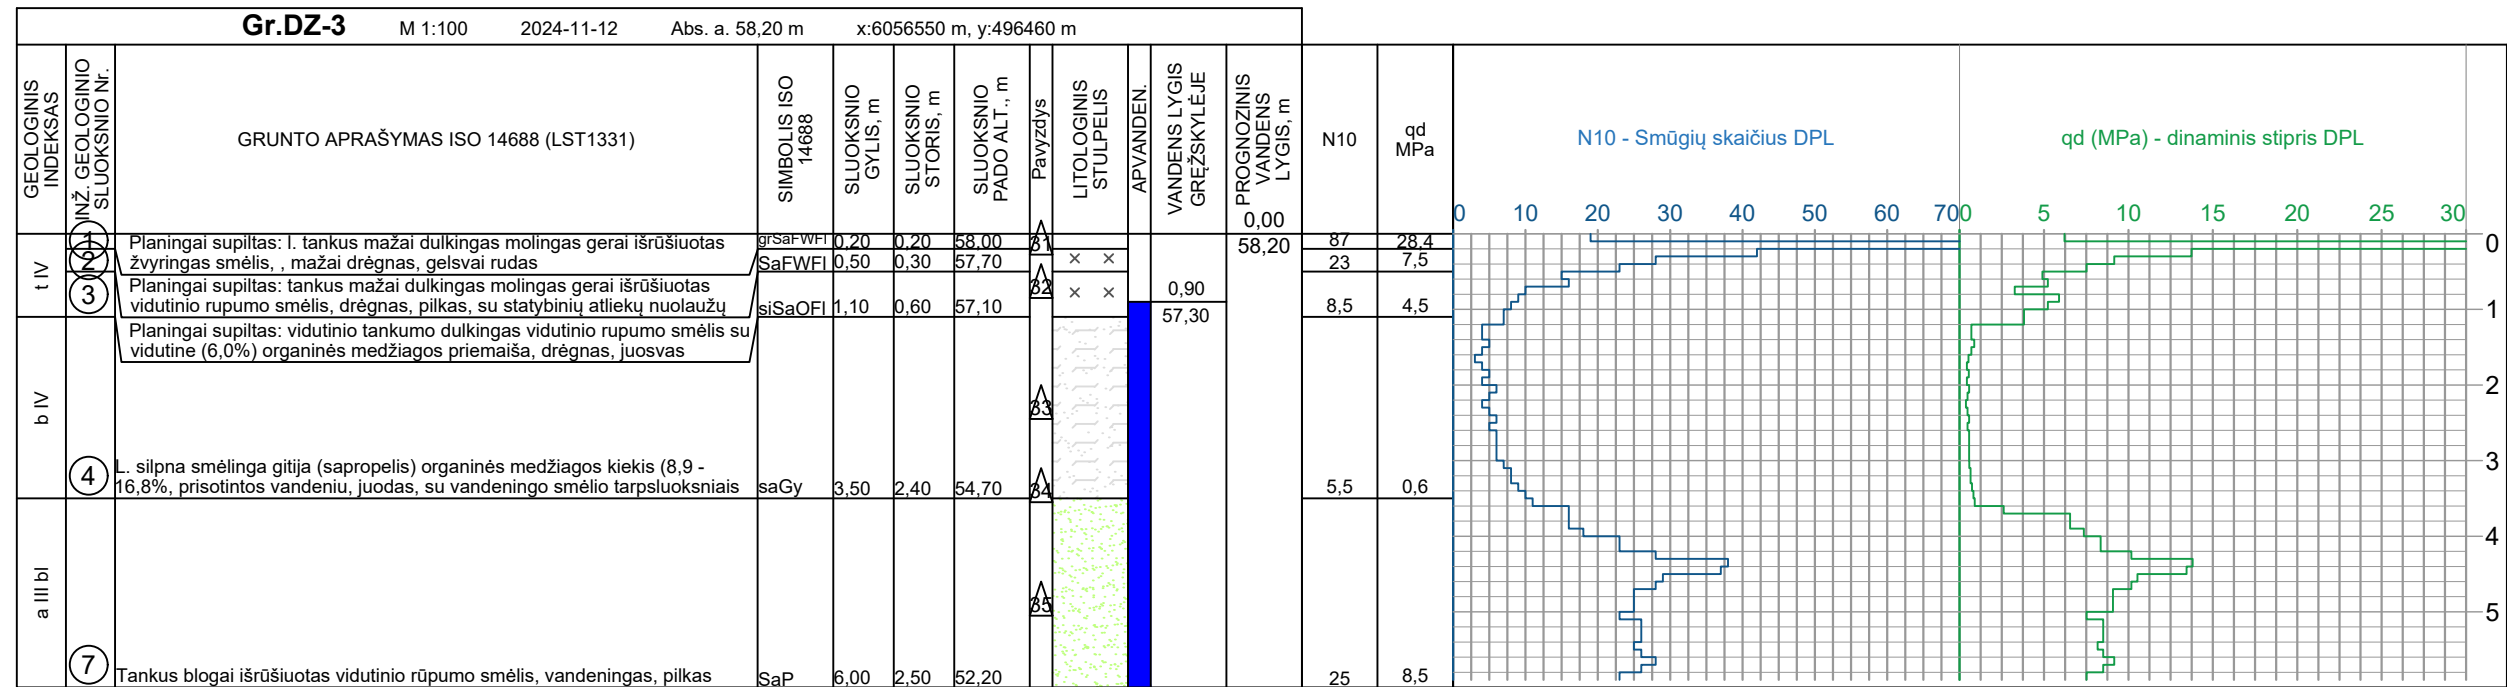 Gr.DZ-3 M 1:100 2024-11-12 Abs. a. 58,20 m x:6056550 m, y:496460 m
GEOLOGINIS
INDEKSAS
INŽ. GEOLOGINIO
SLUOKSNIO Nr.
GRUNTO APRAŠYMAS ISO 14688 (LST1331)
SIMBOLIS ISO
14688
SLUOKSNIO
GYLIS, m
SLUOKSNIO
STORIS, m
SLUOKSNIO
PADO ALT., m
Pavyzdys
LITOLOGINIS
STULPELIS
APVANDEN.
VANDENS LYGIS
GRĘŽSKYLĖJE
PROGNOZINIS
VANDENS
LYGIS, m
0,00
N10
qd
MPa
N10 - Smūgių skaičius DPL
qd (MPa) - dinaminis stipris DPL
0 10 20 30 40 50 60 70
0 5 10 15 20 25 30
t IV
1
Planingai supiltas: l. tankus mažai dulkingas molingas gerai išrūšiuotas
žvyringas smėlis, , mažai drėgnas, gelsvai rudas
grSaFWFl 0,20 0,20 58,00 31 58,20 87 28,4
2
Planingai supiltas: tankus mažai dulkingas molingas gerai išrūšiuotas
vidutinio rupumo smėlis, drėgnas, pilkas, su statybinių atliekų nuolaužų
SaFWFl 0,50 0,30 57,70 32 23 7,5
3
Planingai supiltas: vidutinio tankumo dulkingas vidutinio rupumo smėlis su
vidutine (6,0%) organinės medžiagos priemaiša, drėgnas, juosvas
siSaOFl 1,10 0,60 57,10 8,5 4,5
0,90
57,30
b IV
33
4
L. silpna smėlinga gitija (sapropelis) organinės medžiagos kiekis (8,9 -
16,8%, prisotintos vandeniu, juodas, su vandeningo smėlio tarpsluoksniais
saGy 3,50 2,40 54,70 34 5,5 0,6
a III bl
35
7
Tankus blogai išrūšiuotas vidutinio rūpumo smėlis, vandeningas, pilkas
SaP 6,00 2,50 52,20 25 8,5
0
1
2
3
4
5